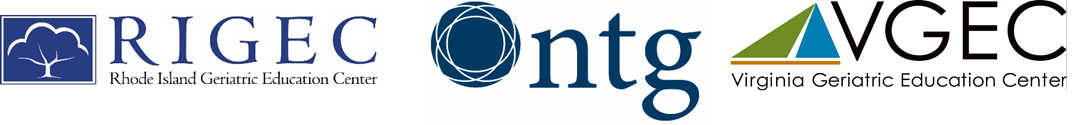 RIGEC
Rhode Island Geriatric Education Center
ntg
VGEC
Virginia Geriatric Education Center